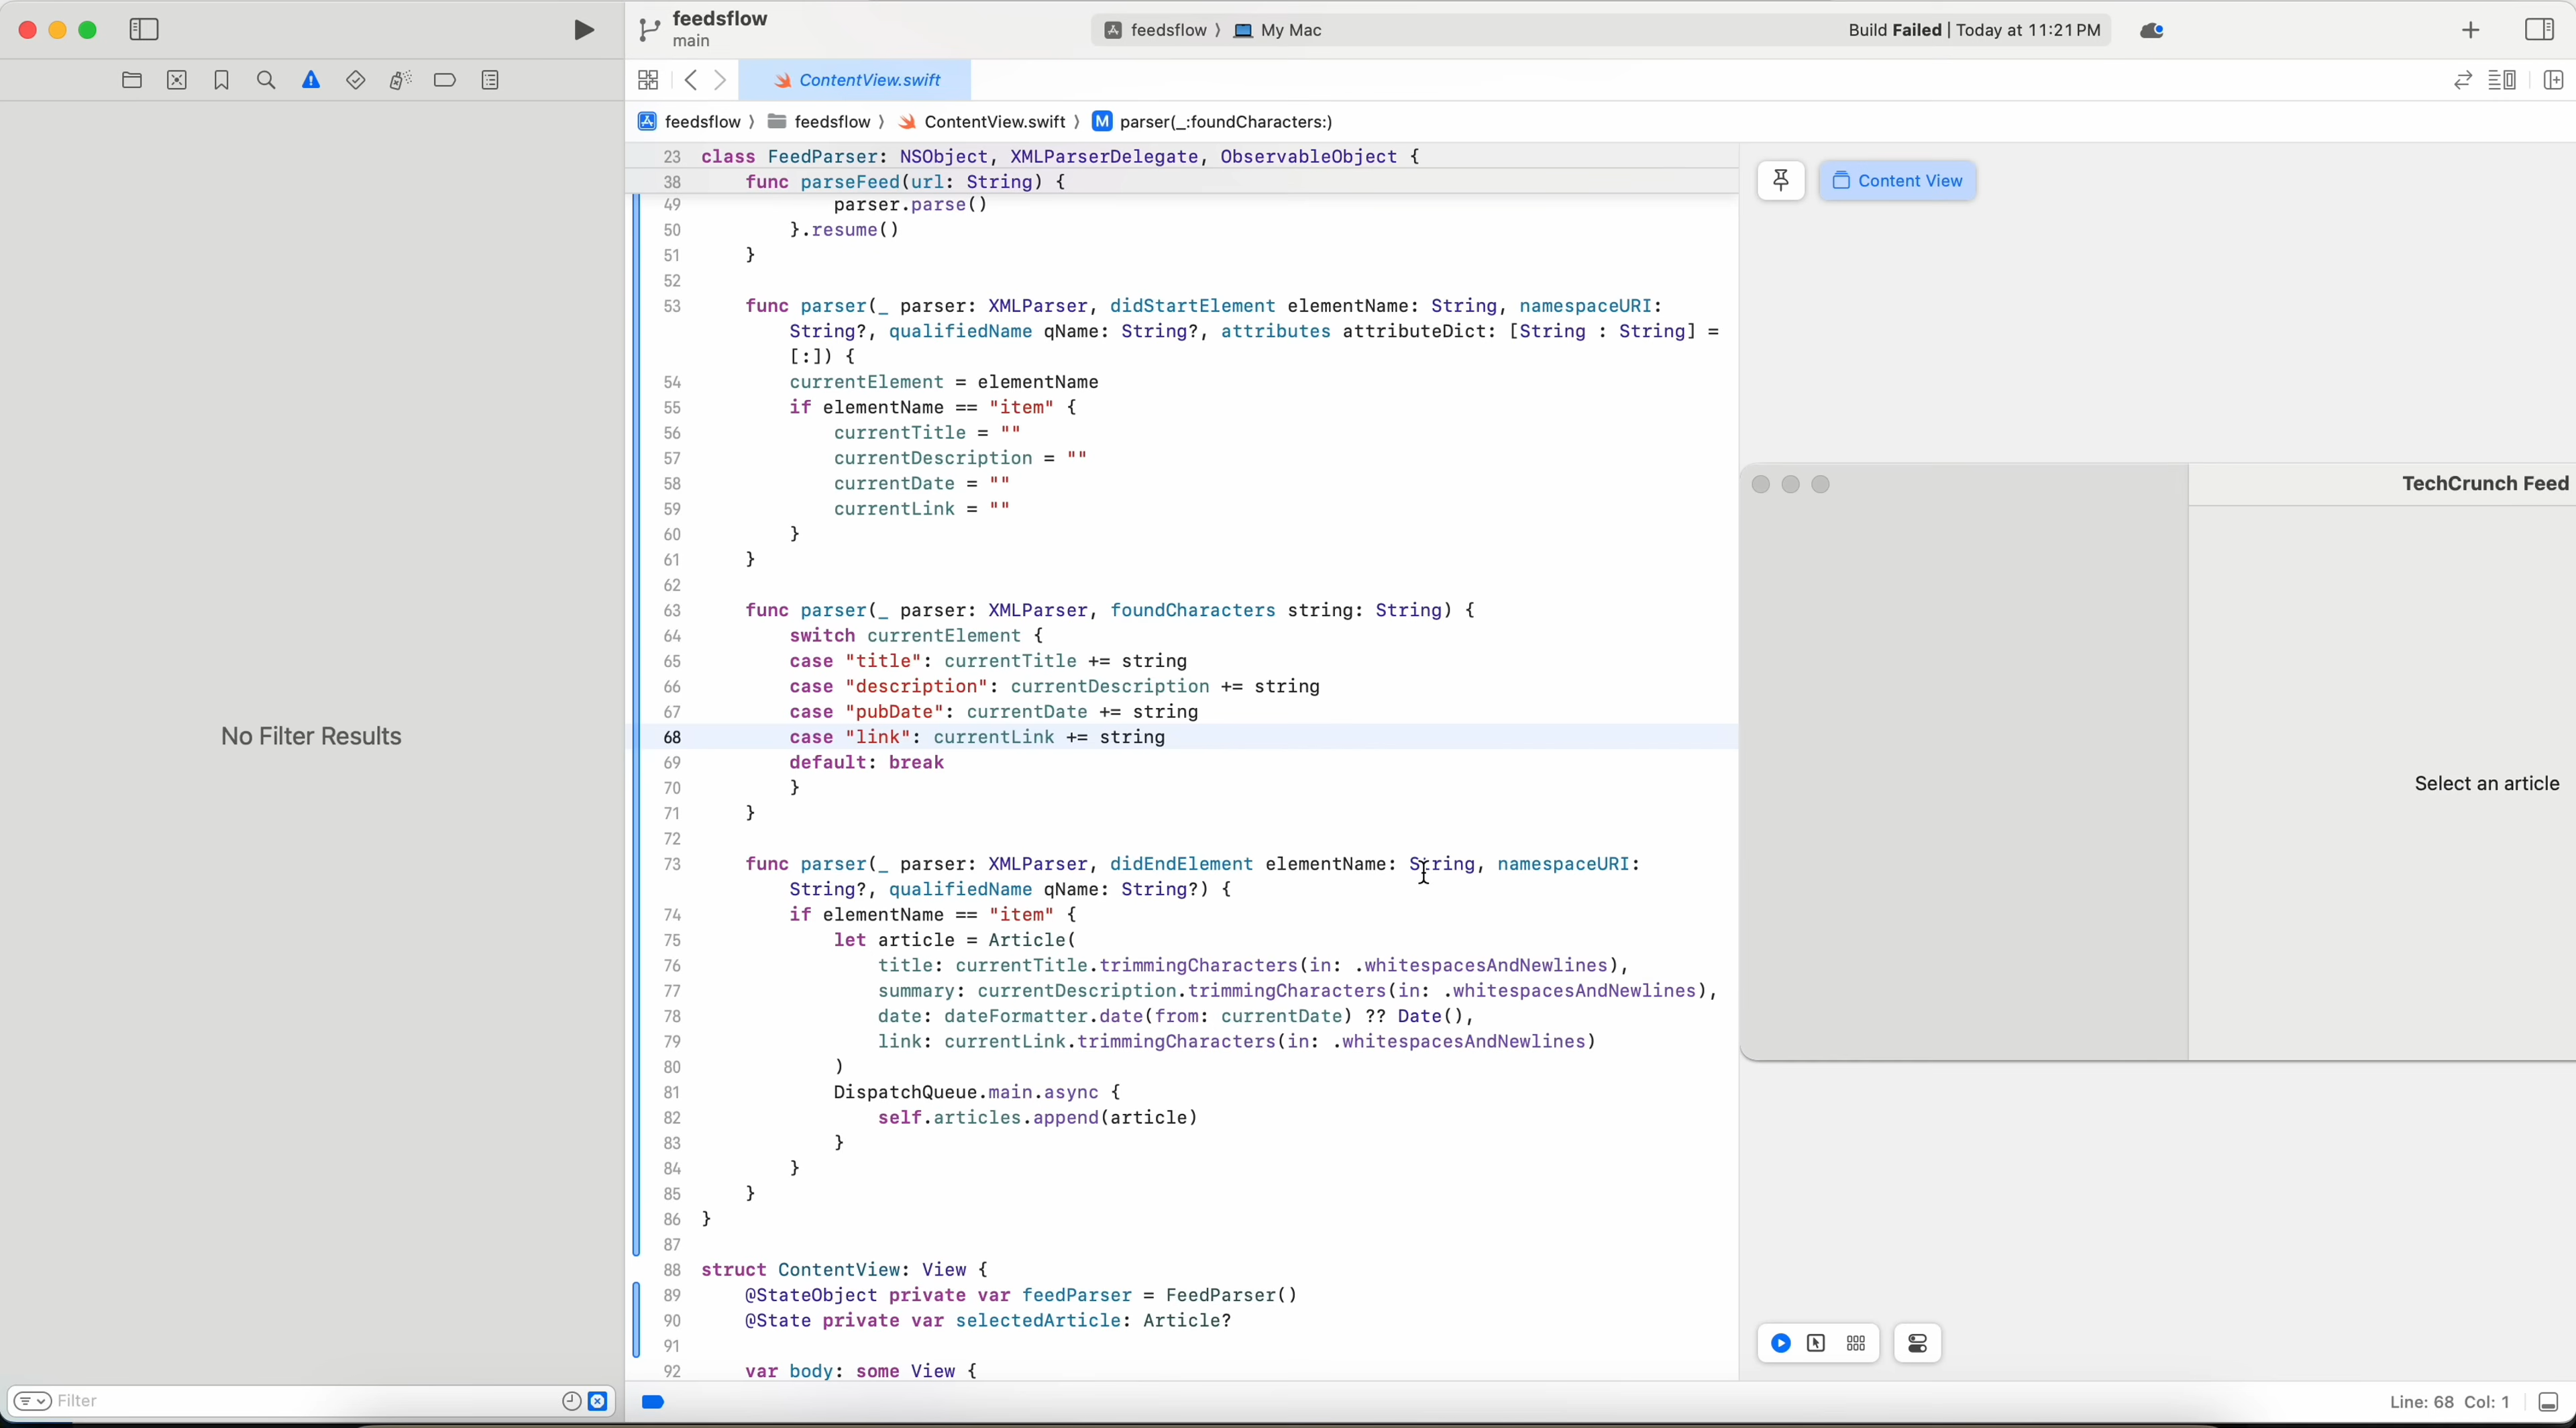 feedsflow
main
feedsflow 〉 My Mac
Build Failed | Today at 11:21 PM
ContentView.swift
feedsflow 〉 feedsflow 〉 ContentView.swift 〉 M parser(_:foundCharacters:)
23 class FeedParser: NSObject, XMLParserDelegate, ObservableObject {
38 func parseFeed(url: String) {
49 parser.parse()
50 }.resume()
51 }
52
53 func parser(_ parser: XMLParser, didStartElement elementName: String, namespaceURI:
String?, qualifiedName qName: String?, attributes attributeDict: [String : String] =
[:]) {
54 currentElement = elementName
55 if elementName == "item" {
56 currentTitle = ""
57 currentDescription = ""
58 currentDate = ""
59 currentLink = ""
60 }
61 }
62
63 func parser(_ parser: XMLParser, foundCharacters string: String) {
64 switch currentElement {
65 case "title": currentTitle += string
66 case "description": currentDescription += string
67 case "pubDate": currentDate += string
68 case "link": currentLink += string
69 default: break
70 }
71 }
72
73 func parser(_ parser: XMLParser, didEndElement elementName: String, namespaceURI:
String?, qualifiedName qName: String?) {
74 if elementName == "item" {
75 let article = Article(
76 title: currentTitle.trimmingCharacters(in: .whitespacesAndNewlines),
77 summary: currentDescription.trimmingCharacters(in: .whitespacesAndNewlines),
78 date: dateFormatter.date(from: currentDate) ?? Date(),
79 link: currentLink.trimmingCharacters(in: .whitespacesAndNewlines)
80 )
81 DispatchQueue.main.async {
82 self.articles.append(article)
83 }
84 }
85 }
86 }
87
88 struct ContentView: View {
89 @StateObject private var feedParser = FeedParser()
90 @State private var selectedArticle: Article?
91
92 var body: some View {
No Filter Results
Filter
Content View
TechCrunch Feed
Select an article
Line: 68 Col: 1